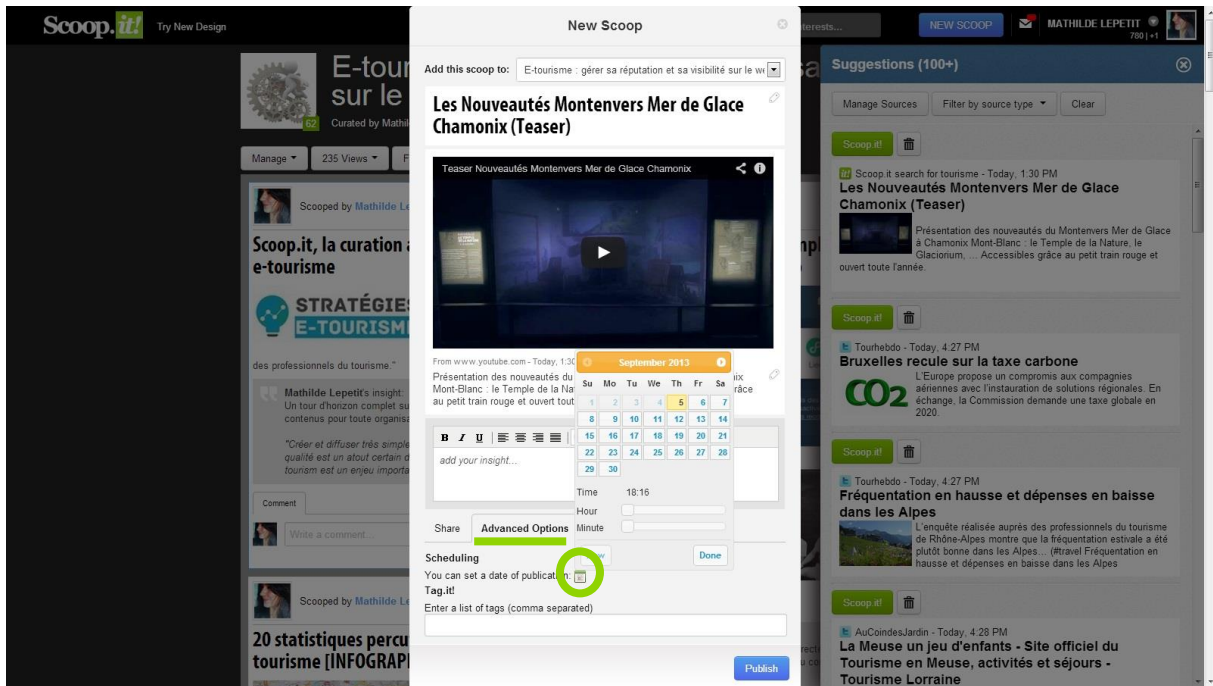 Scoop.it!
Try New Design
terests...
NEW SCOOP
MATHILDE LEPETIT
780 | +1
E-tour
sur le
62
Curated by Mathil
Manage
235 Views
F
Scooped by Mathilde Le
Scoop.it, la curation a
e-tourisme
STRATÉGIES
E-TOURISM
des professionnels du tourisme."
Mathilde Lepetit's insight:
Un tour d'horizon complet su
contenus pour toute organisa
"Créer et diffuser très simple
qualité est un atout certain d
tourism est un enjeu importa
Comment
Write a comment...
Scooped by Mathilde Le
20 statistiques percu
tourisme [INFOGRAP
New Scoop
Add this scoop to:
E-tourisme : gérer sa réputation et sa visibilité sur le we
Les Nouveautés Montenvers Mer de Glace
Chamonix (Teaser)
Teaser Nouveautés Montenvers Mer de Glace Chamonix
From www.youtube.com - Today, 1:30
Présentation des nouveautés du
Mont-Blanc : le Temple de la Na
au petit train rouge et ouvert tout
nix
râce
B I U
add your insight...
September 2013
Su Mo Tu We Th Fr Sa
1 2 3 4 5 6 7
8 9 10 11 12 13 14
15 16 17 18 19 20 21
22 23 24 25 26 27 28
29 30
Time 18:16
Hour
Minute
Done
Share
Advanced Options
Scheduling
You can set a date of publication:
Tag.it!
Enter a list of tags (comma separated)
Publish
Suggestions (100+)
Manage Sources
Filter by source type
Clear
Scoop.it!
Scoop.it search for tourisme - Today, 1:30 PM
Les Nouveautés Montenvers Mer de Glace
Chamonix (Teaser)
Présentation des nouveautés du Montenvers Mer de Glace
à Chamonix Mont-Blanc : le Temple de la Nature, le
Glaciorium, ... Accessibles grâce au petit train rouge et
ouvert toute l'année.
Scoop.it!
Tourhebdo - Today, 4:27 PM
Bruxelles recule sur la taxe carbone
CO2
L'Europe propose un compromis aux compagnies
aériennes avec l'instauration de solutions régionales. En
échange, la Commission demande une taxe globale en
2020.
Scoop.it!
Tourhebdo - Today, 4:27 PM
Fréquentation en hausse et dépenses en baisse
dans les Alpes
L'enquête réalisée auprès des professionnels du tourisme
de Rhône-Alpes montre que la fréquentation estivale a été
plutôt bonne dans les Alpes... (#travel Fréquentation en
hausse et dépenses en baisse dans les Alpes
Scoop.it!
AuCoindesJardin - Today, 4:28 PM
La Meuse un jeu d'enfants - Site officiel du
Tourisme en Meuse, activités et séjours -
Tourisme Lorraine